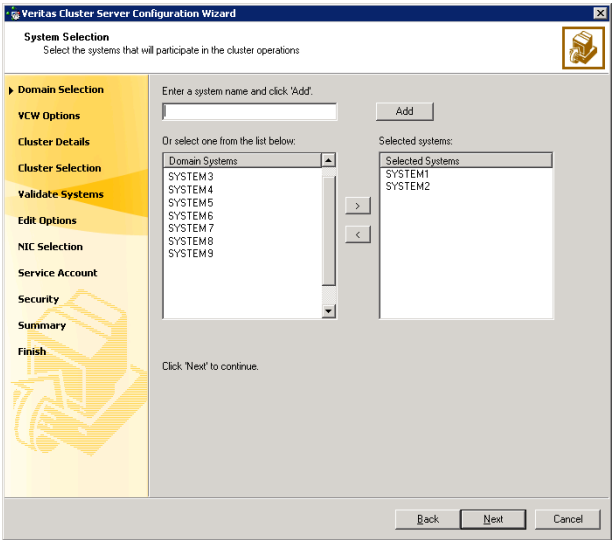 Veritas Cluster Server Configuration Wizard
System Selection
Select the systems that will participate in the cluster operations
Domain Selection
VCW Options
Cluster Details
Cluster Selection
Validate Systems
Edit Options
NIC Selection
Service Account
Security
Summary
Finish
Enter a system name and click 'Add'.
Add
Or select one from the list below:
Domain Systems
SYSTEM3
SYSTEM4
SYSTEM5
SYSTEM6
SYSTEM7
SYSTEM8
SYSTEM9
>
<
Selected systems:
Selected Systems
SYSTEM1
SYSTEM2
Click 'Next' to continue.
Back
Next
Cancel